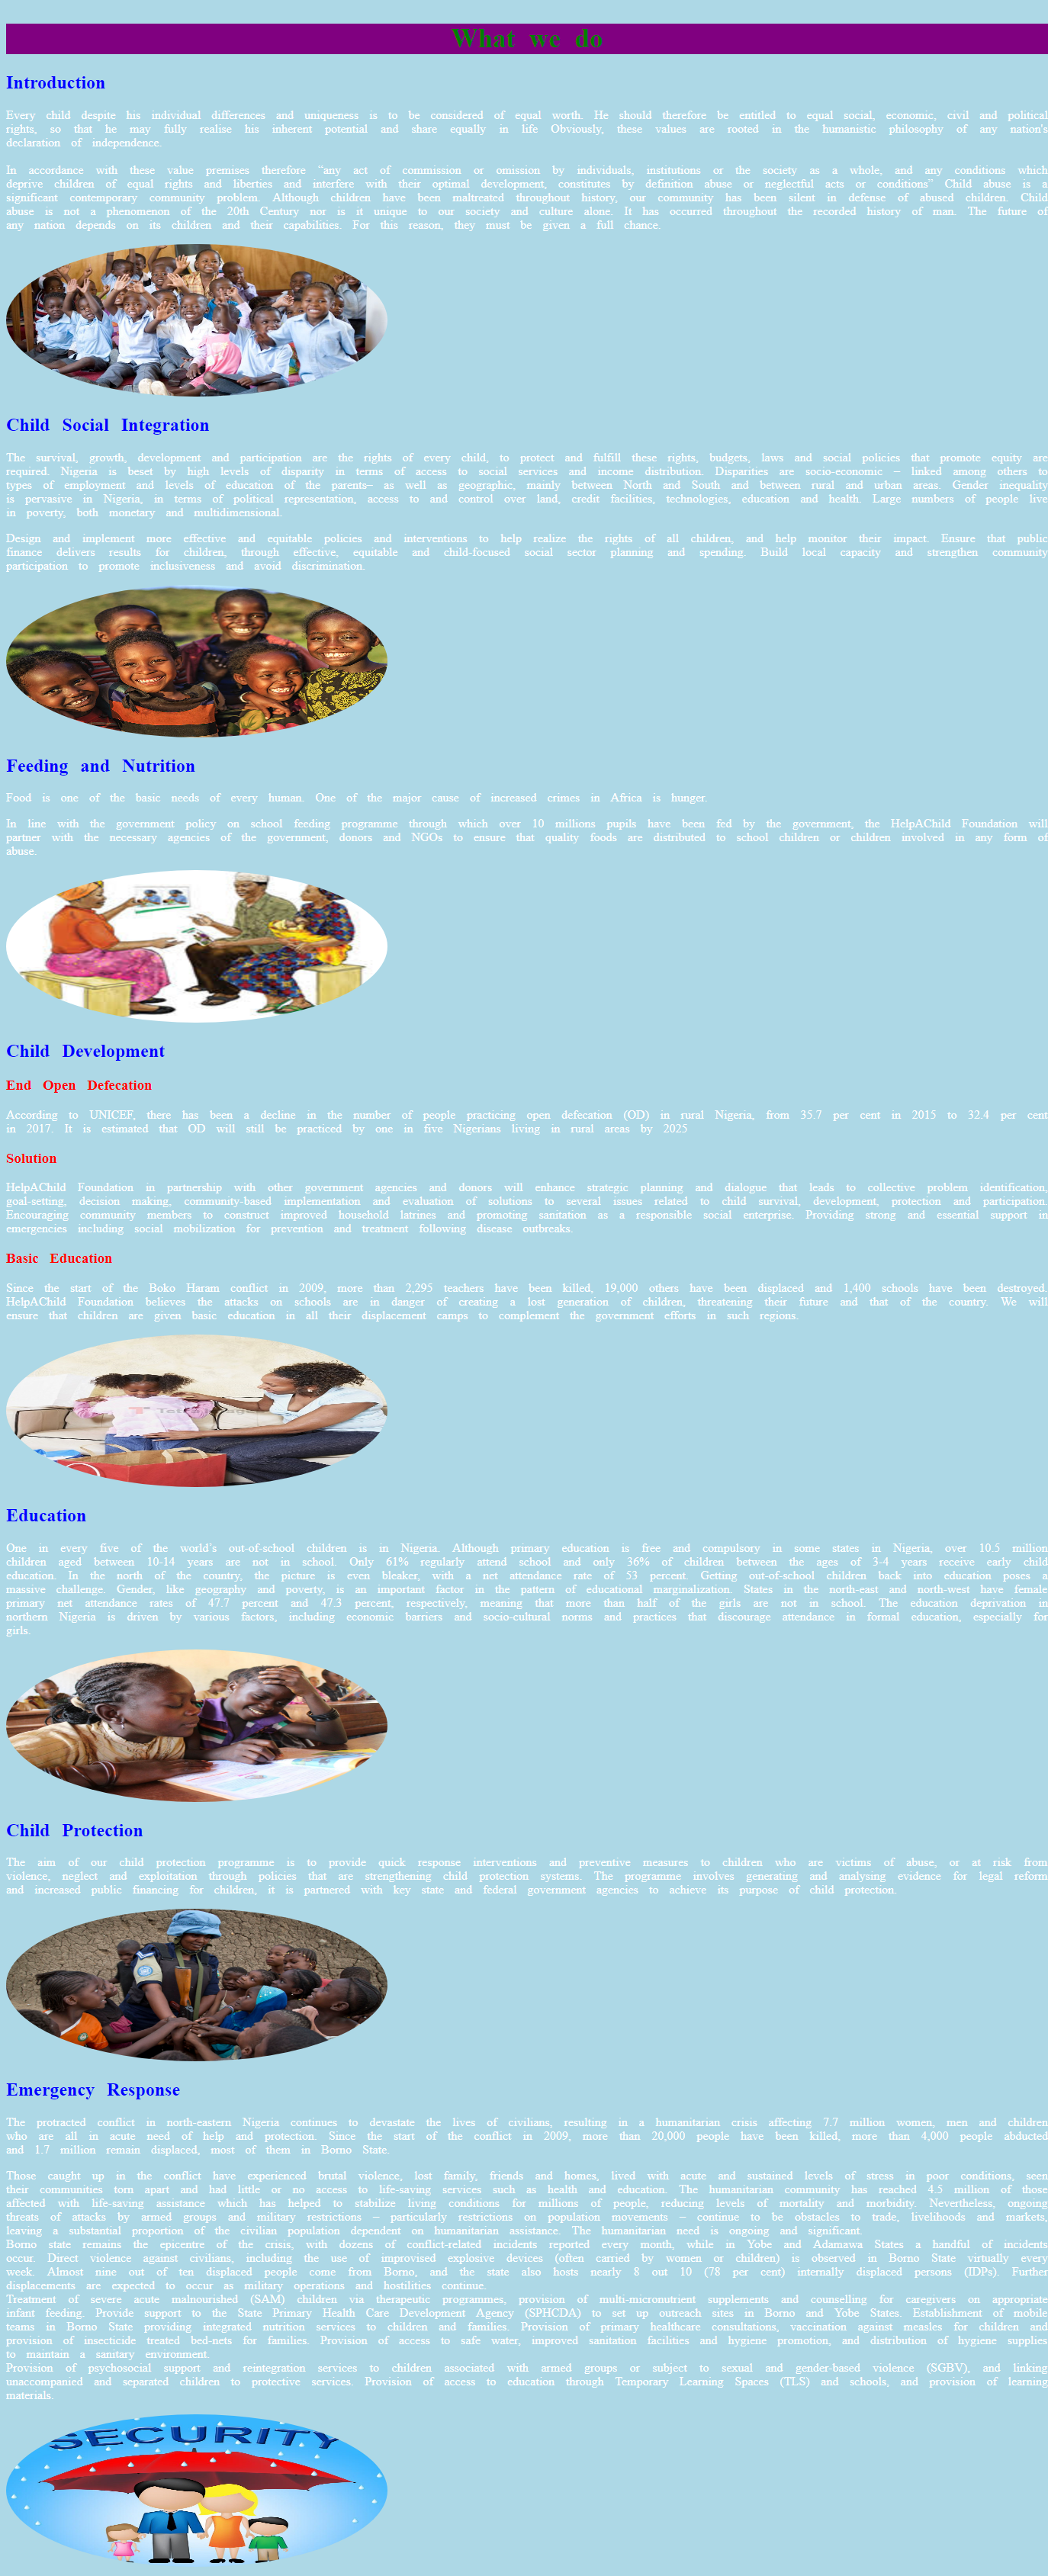 What we do
Introduction
Every child despite his individual differences and uniqueness is to be considered of equal worth. He should therefore be entitled to equal social, economic, civil and political
rights, so that he may fully realise his inherent potential and share equally in life Obviously, these values are rooted in the humanistic philosophy of any nation's
declaration of independence.
In accordance with these value premises therefore “any act of commission or omission by individuals, institutions or the society as a whole, and any conditions which
deprive children of equal rights and liberties and interfere with their optimal development, constitutes by definition abuse or neglectful acts or conditions” Child abuse is a
significant contemporary community problem. Although children have been maltreated throughout history, our community has been silent in defense of abused children. Child
abuse is not a phenomenon of the 20th Century nor is it unique to our society and culture alone. It has occurred throughout the recorded history of man. The future of
any nation depends on its children and their capabilities. For this reason, they must be given a full chance.
Child Social Integration
The survival, growth, development and participation are the rights of every child, to protect and fulfill these rights, budgets, laws and social policies that promote equity are
required. Nigeria is beset by high levels of disparity in terms of access to social services and income distribution. Disparities are socio-economic – linked among others to
types of employment and levels of education of the parents– as well as geographic, mainly between North and South and between rural and urban areas. Gender inequality
is pervasive in Nigeria, in terms of political representation, access to and control over land, credit facilities, technologies, education and health. Large numbers of people live
in poverty, both monetary and multidimensional.
Design and implement more effective and equitable policies and interventions to help realize the rights of all children, and help monitor their impact. Ensure that public
finance delivers results for children, through effective, equitable and child-focused social sector planning and spending. Build local capacity and strengthen community
participation to promote inclusiveness and avoid discrimination.
Feeding and Nutrition
Food is one of the basic needs of every human. One of the major cause of increased crimes in Africa is hunger.
In line with the government policy on school feeding programme through which over 10 millions pupils have been fed by the government, the HelpAChild Foundation will
partner with the necessary agencies of the government, donors and NGOs to ensure that quality foods are distributed to school children or children involved in any form of
abuse.
Child Development
End Open Defecation
According to UNICEF, there has been a decline in the number of people practicing open defecation (OD) in rural Nigeria, from 35.7 per cent in 2015 to 32.4 per cent
in 2017. It is estimated that OD will still be practiced by one in five Nigerians living in rural areas by 2025
Solution
HelpAChild Foundation in partnership with other government agencies and donors will enhance strategic planning and dialogue that leads to collective problem identification,
goal-setting, decision making, community-based implementation and evaluation of solutions to several issues related to child survival, development, protection and participation.
Encouraging community members to construct improved household latrines and promoting sanitation as a responsible social enterprise. Providing strong and essential support in
emergencies including social mobilization for prevention and treatment following disease outbreaks.
Basic Education
Since the start of the Boko Haram conflict in 2009, more than 2,295 teachers have been killed, 19,000 others have been displaced and 1,400 schools have been destroyed.
HelpAChild Foundation believes the attacks on schools are in danger of creating a lost generation of children, threatening their future and that of the country. We will
ensure that children are given basic education in all their displacement camps to complement the government efforts in such regions.
Education
One in every five of the world’s out-of-school children is in Nigeria. Although primary education is free and compulsory in some states in Nigeria, over 10.5 million
children aged between 10-14 years are not in school. Only 61% regularly attend school and only 36% of children between the ages of 3-4 years receive early child
education. In the north of the country, the picture is even bleaker, with a net attendance rate of 53 percent. Getting out-of-school children back into education poses a
massive challenge. Gender, like geography and poverty, is an important factor in the pattern of educational marginalization. States in the north-east and north-west have female
primary net attendance rates of 47.7 percent and 47.3 percent, respectively, meaning that more than half of the girls are not in school. The education deprivation in
northern Nigeria is driven by various factors, including economic barriers and socio-cultural norms and practices that discourage attendance in formal education, especially for
girls.
Child Protection
The aim of our child protection programme is to provide quick response interventions and preventive measures to children who are victims of abuse, or at risk from
violence, neglect and exploitation through policies that are strengthening child protection systems. The programme involves generating and analysing evidence for legal reform
and increased public financing for children, it is partnered with key state and federal government agencies to achieve its purpose of child protection.
Emergency Response
The protracted conflict in north-eastern Nigeria continues to devastate the lives of civilians, resulting in a humanitarian crisis affecting 7.7 million women, men and children
who are all in acute need of help and protection. Since the start of the conflict in 2009, more than 20,000 people have been killed, more than 4,000 people abducted
and 1.7 million remain displaced, most of them in Borno State.
Those caught up in the conflict have experienced brutal violence, lost family, friends and homes, lived with acute and sustained levels of stress in poor conditions, seen
their communities torn apart and had little or no access to life-saving services such as health and education. The humanitarian community has reached 4.5 million of those
affected with life-saving assistance which has helped to stabilize living conditions for millions of people, reducing levels of mortality and morbidity. Nevertheless, ongoing
threats of attacks by armed groups and military restrictions – particularly restrictions on population movements – continue to be obstacles to trade, livelihoods and markets,
leaving a substantial proportion of the civilian population dependent on humanitarian assistance. The humanitarian need is ongoing and significant.
Borno state remains the epicentre of the crisis, with dozens of conflict-related incidents reported every month, while in Yobe and Adamawa States a handful of incidents
occur. Direct violence against civilians, including the use of improvised explosive devices (often carried by women or children) is observed in Borno State virtually every
week. Almost nine out of ten displaced people come from Borno, and the state also hosts nearly 8 out 10 (78 per cent) internally displaced persons (IDPs). Further
displacements are expected to occur as military operations and hostilities continue.
Treatment of severe acute malnourished (SAM) children via therapeutic programmes, provision of multi-micronutrient supplements and counselling for caregivers on appropriate
infant feeding. Provide support to the State Primary Health Care Development Agency (SPHCDA) to set up outreach sites in Borno and Yobe States. Establishment of mobile
teams in Borno State providing integrated nutrition services to children and families. Provision of primary healthcare consultations, vaccination against measles for children and
provision of insecticide treated bed-nets for families. Provision of access to safe water, improved sanitation facilities and hygiene promotion, and distribution of hygiene supplies
to maintain a sanitary environment.
Provision of psychosocial support and reintegration services to children associated with armed groups or subject to sexual and gender-based violence (SGBV), and linking
unaccompanied and separated children to protective services. Provision of access to education through Temporary Learning Spaces (TLS) and schools, and provision of learning
materials.
SECURITY